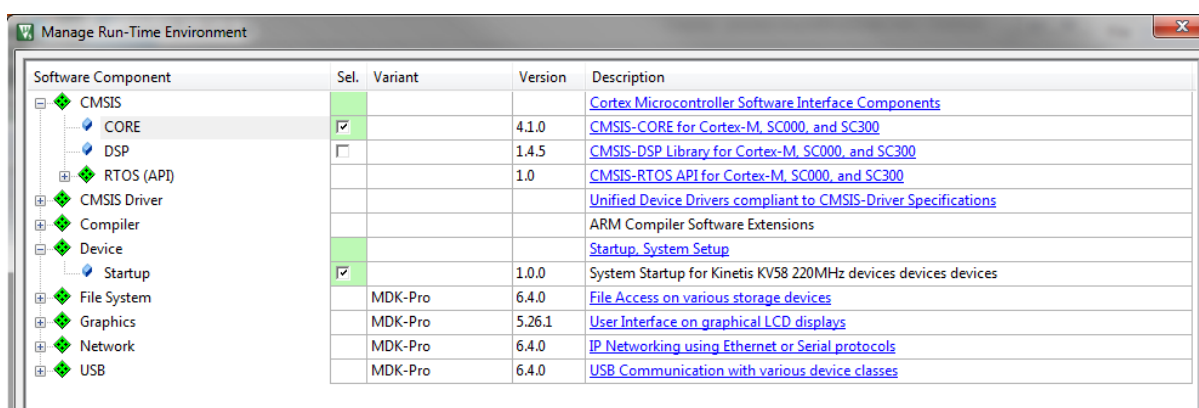 Manage Run-Time Environment
Software Component Sel. Variant Version Description
CMSIS Cortex Microcontroller Software Interface Components
CORE 4.1.0 CMSIS-CORE for Cortex-M, SC000, and SC300
DSP 1.4.5 CMSIS-DSP Library for Cortex-M, SC000, and SC300
RTOS (API) 1.0 CMSIS-RTOS API for Cortex-M, SC000, and SC300
CMSIS Driver Unified Device Drivers compliant to CMSIS-Driver Specifications
Compiler ARM Compiler Software Extensions
Device Startup, System Setup
Startup 1.0.0 System Startup for Kinetis KV58 220MHz devices devices devices
File System MDK-Pro 6.4.0 File Access on various storage devices
Graphics MDK-Pro 5.26.1 User Interface on graphical LCD displays
Network MDK-Pro 6.4.0 IP Networking using Ethernet or Serial protocols
USB MDK-Pro 6.4.0 USB Communication with various device classes